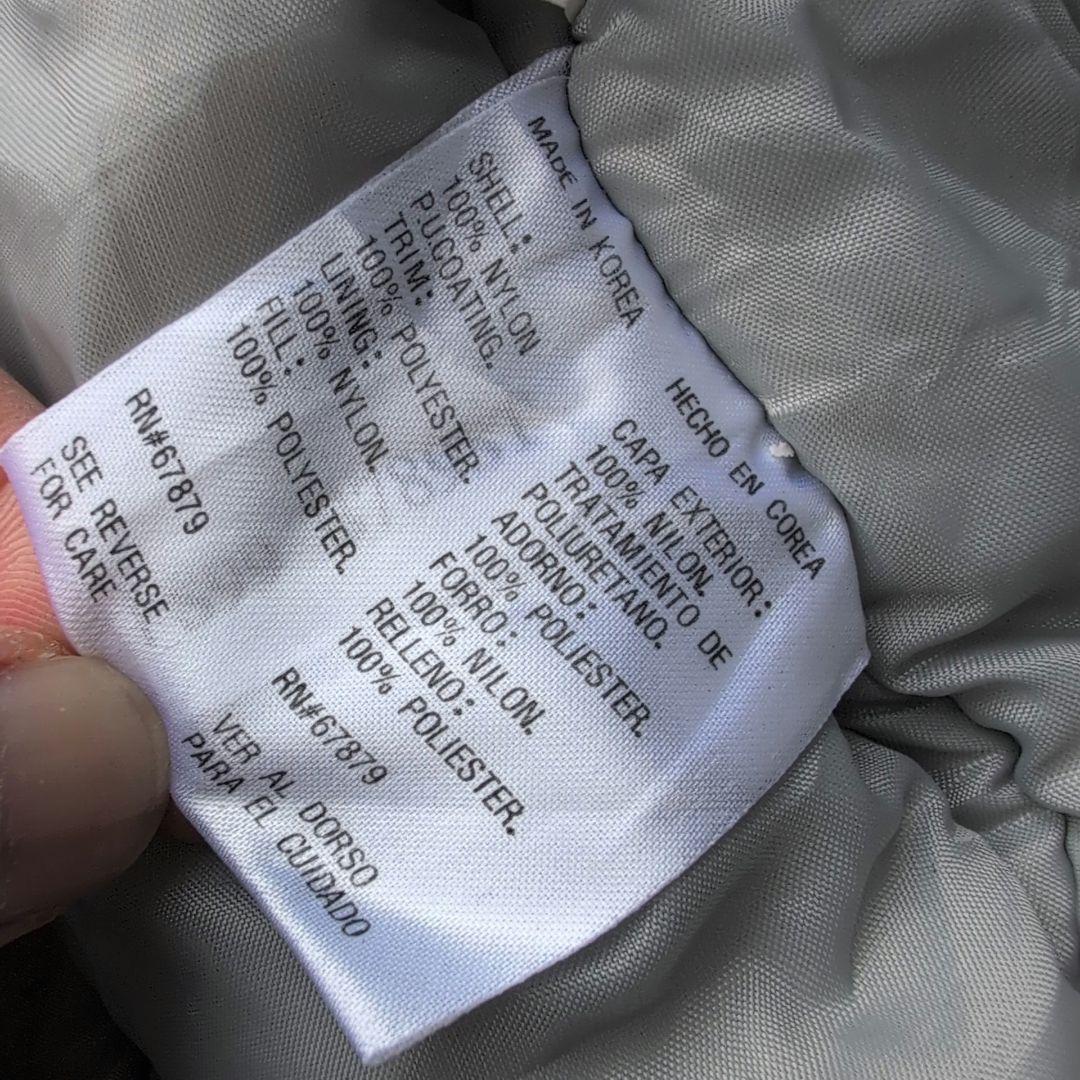 MADE IN KOREA
SHELL:
100% NYLON
P.UCOATING.
TRIM:
100% POLYESTER.
LINING:
100% NYLON.
FILL:
100% POLYESTER.
RN#67879
SEE REVERSE
FOR CARE
HECHO EN COREA
CAPA EXTERIOR:
100% NILON.
TRATAMIENTO DE
POLIURETANO.
ADORNO:
100% POLIESTER.
FORRO:
100% NILON.
RELLENO:
100% POLIESTER.
RN#67879
VER AL DORSO
PARA EL CUIDADO